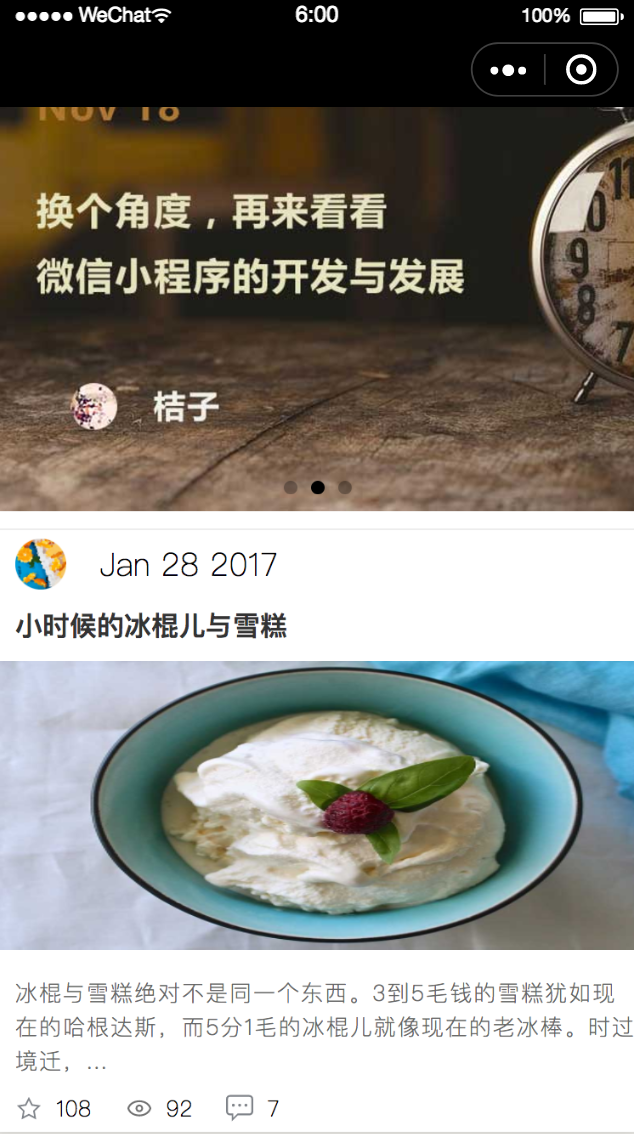 ●●●●● WeChat 6:00 100%
Nov 18
换个角度，再来看看
微信小程序的开发与发展
桔子
Jan 28 2017
小时候的冰棍儿与雪糕
冰棍与雪糕绝对不是同一个东西。3到5毛钱的雪糕犹如现
在的哈根达斯，而5分1毛的冰棍儿就像现在的老冰棒。时过
境迁，...
108 92 7